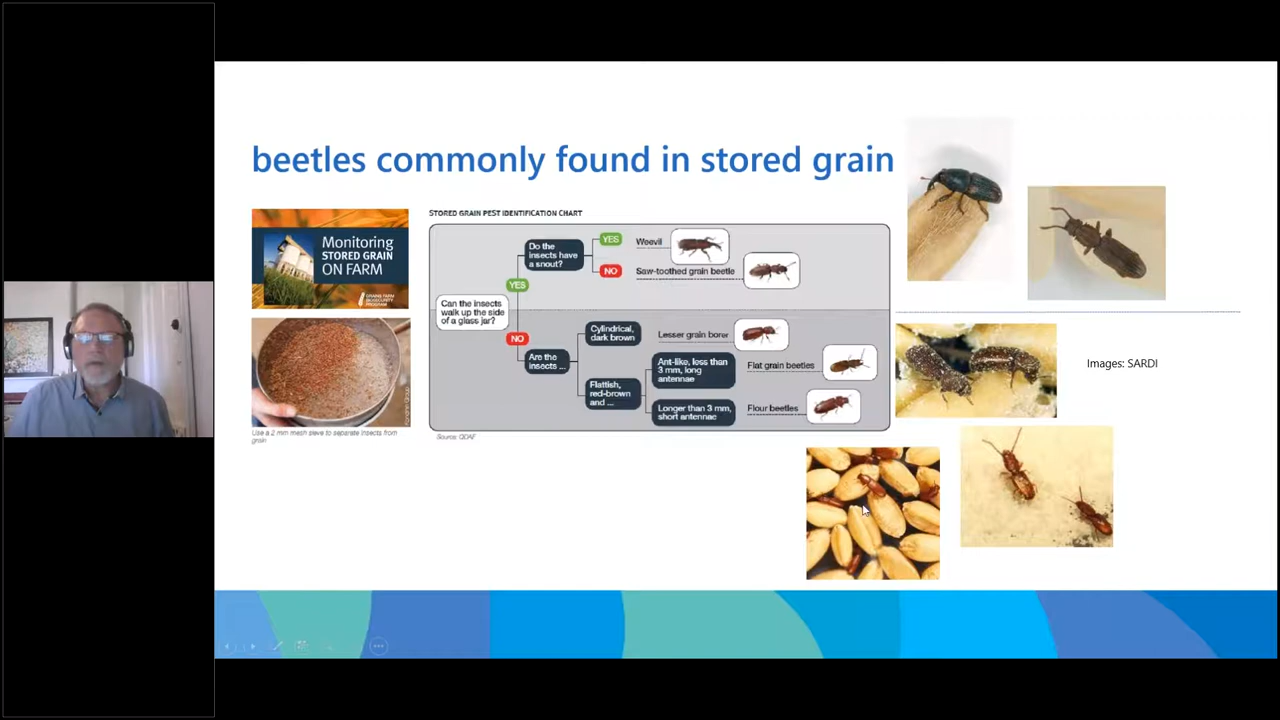 beetles commonly found in stored grain
Monitoring
STORED GRAIN
ON FARM
GRAINS FARM
BIOSECURITY
PROGRAM
Use a 2 mm mesh sieve to separate insects from
grain
STORED GRAIN PEST IDENTIFICATION CHART
Can the insects
walk up the side
of a glass jar?
YES
Do the
insects have
a snout?
YES
Weevil
NO
Saw-toothed grain beetle
NO
Are the
insects ...
Cylindrical,
dark brown
Lesser grain borer
Flattish,
red-brown
and ...
Ant-like, less than
3 mm, long
antennae
Flat grain beetles
Longer than 3 mm,
short antennae
Flour beetles
Source: QDAF
Images: SARDI